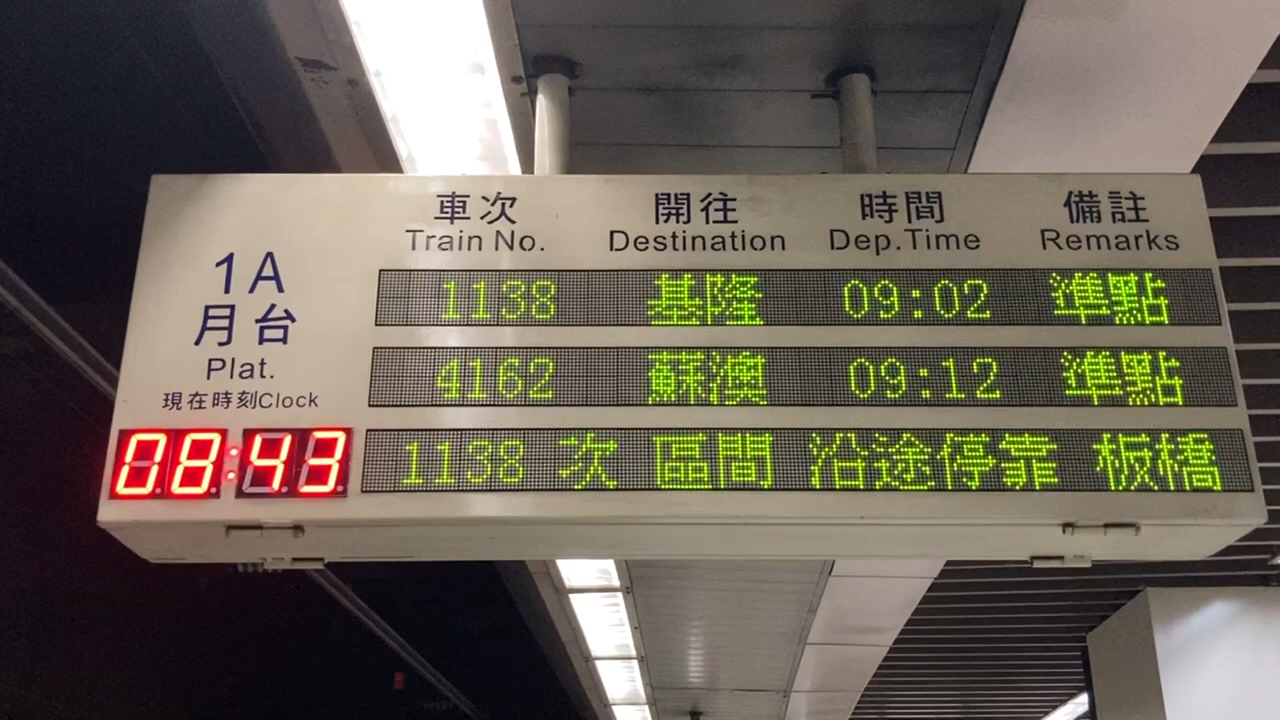 車次 開往 時間 備註
Train No. Destination Dep.Time Remarks
1A
月台
Plat.
現在時刻Clock
08:43
1138 基隆 09:02 準點
4162 蘇澳 09:12 準點
1138 次 區間 沿途停靠 板橋